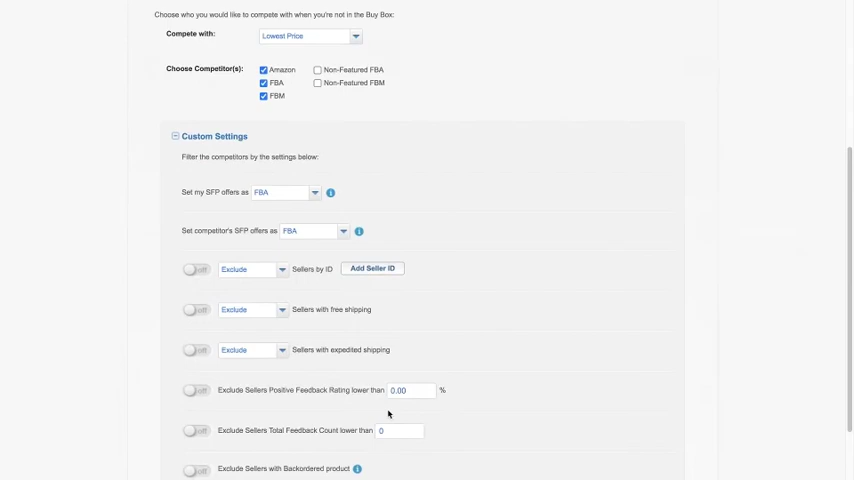 Choose who you would like to compete with when you're not in the Buy Box:
Compete with: Lowest Price
Choose Competitor(s): Amazon Non-Featured FBA
FBA Non-Featured FBM
FBM
Custom Settings
Filter the competitors by the settings below:
Set my SFP offers as FBA i
Set competitor's SFP offers as FBA i
off Exclude Sellers by ID Add Seller ID
off Exclude Sellers with free shipping
off Exclude Sellers with expedited shipping
off Exclude Sellers Positive Feedback Rating lower than 0.00 %
off Exclude Sellers Total Feedback Count lower than 0
off Exclude Sellers with Backordered product i